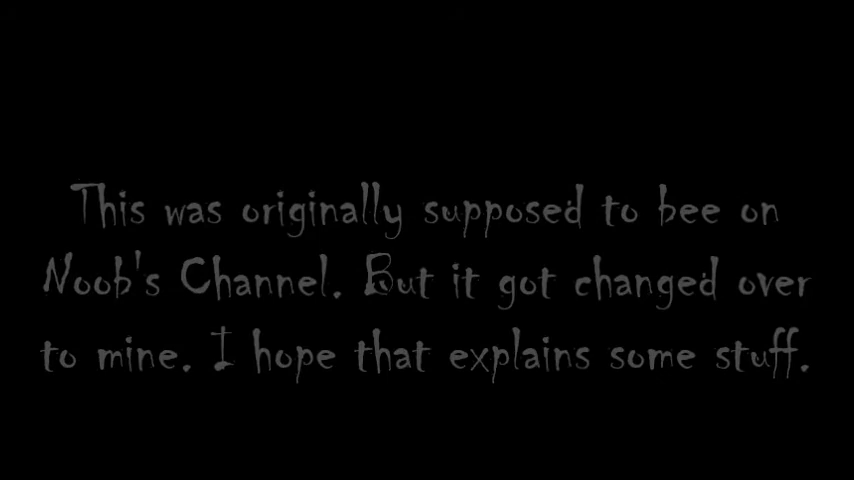 This was originally supposed to bee on
Noob's Channel. But it got changed over
to mine. I hope that explains some stuff.